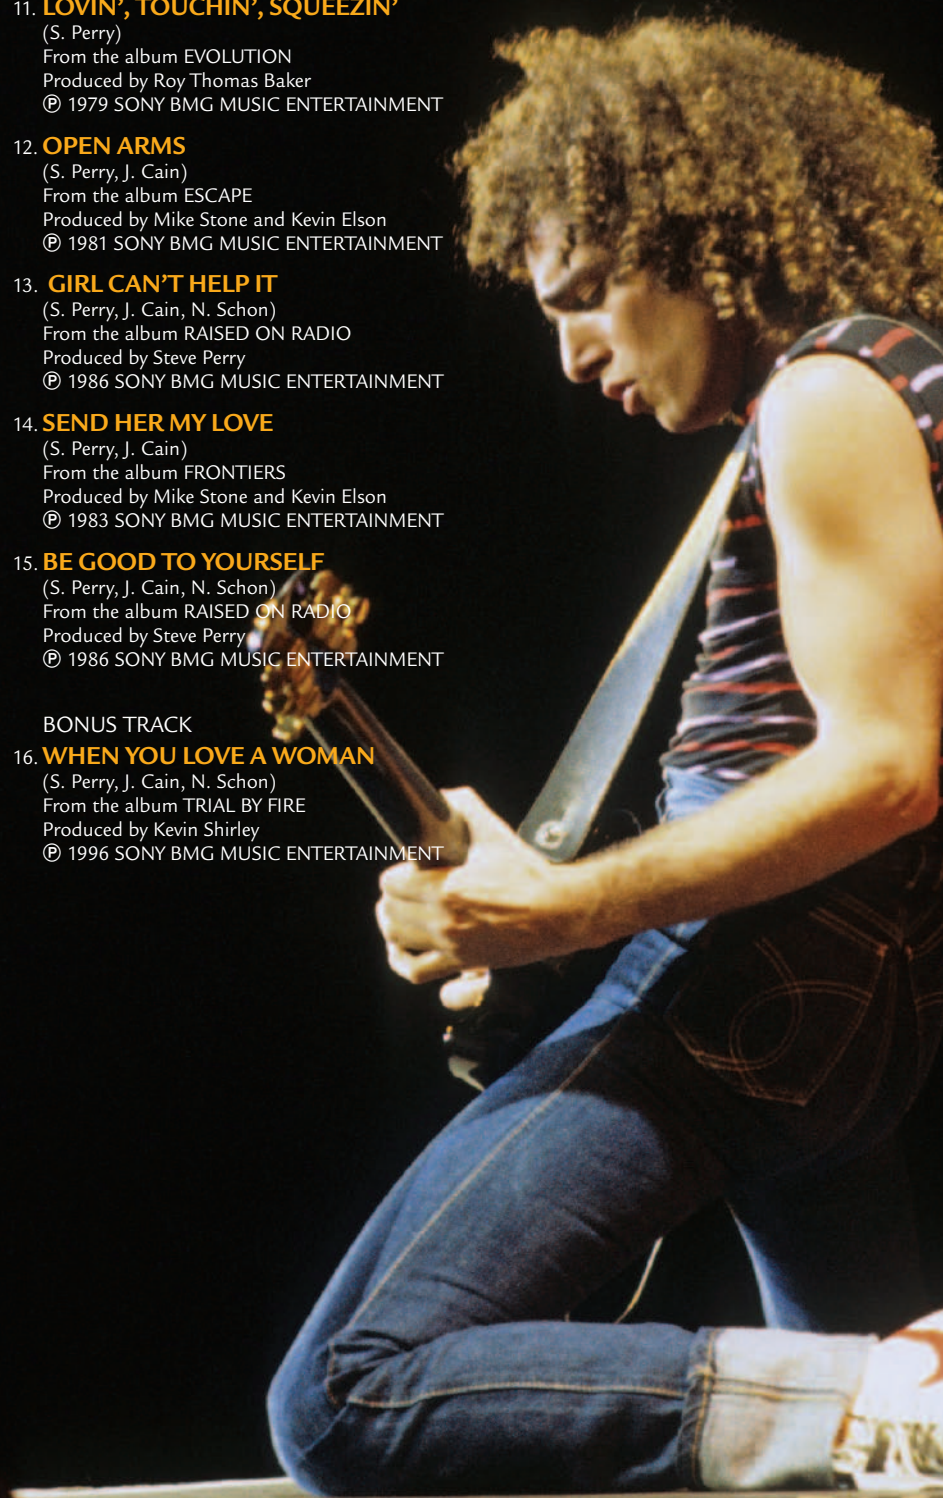 11. LOVIN’, TOUCHIN’, SQUEEZIN’
(S. Perry)
From the album EVOLUTION
Produced by Roy Thomas Baker
℗ 1979 SONY BMG MUSIC ENTERTAINMENT
12. OPEN ARMS
(S. Perry, J. Cain)
From the album ESCAPE
Produced by Mike Stone and Kevin Elson
℗ 1981 SONY BMG MUSIC ENTERTAINMENT
13. GIRL CAN’T HELP IT
(S. Perry, J. Cain, N. Schon)
From the album RAISED ON RADIO
Produced by Steve Perry
℗ 1986 SONY BMG MUSIC ENTERTAINMENT
14. SEND HER MY LOVE
(S. Perry, J. Cain)
From the album FRONTIERS
Produced by Mike Stone and Kevin Elson
℗ 1983 SONY BMG MUSIC ENTERTAINMENT
15. BE GOOD TO YOURSELF
(S. Perry, J. Cain, N. Schon)
From the album RAISED ON RADIO
Produced by Steve Perry
℗ 1986 SONY BMG MUSIC ENTERTAINMENT
BONUS TRACK
16. WHEN YOU LOVE A WOMAN
(S. Perry, J. Cain, N. Schon)
From the album TRIAL BY FIRE
Produced by Kevin Shirley
℗ 1996 SONY BMG MUSIC ENTERTAINMENT